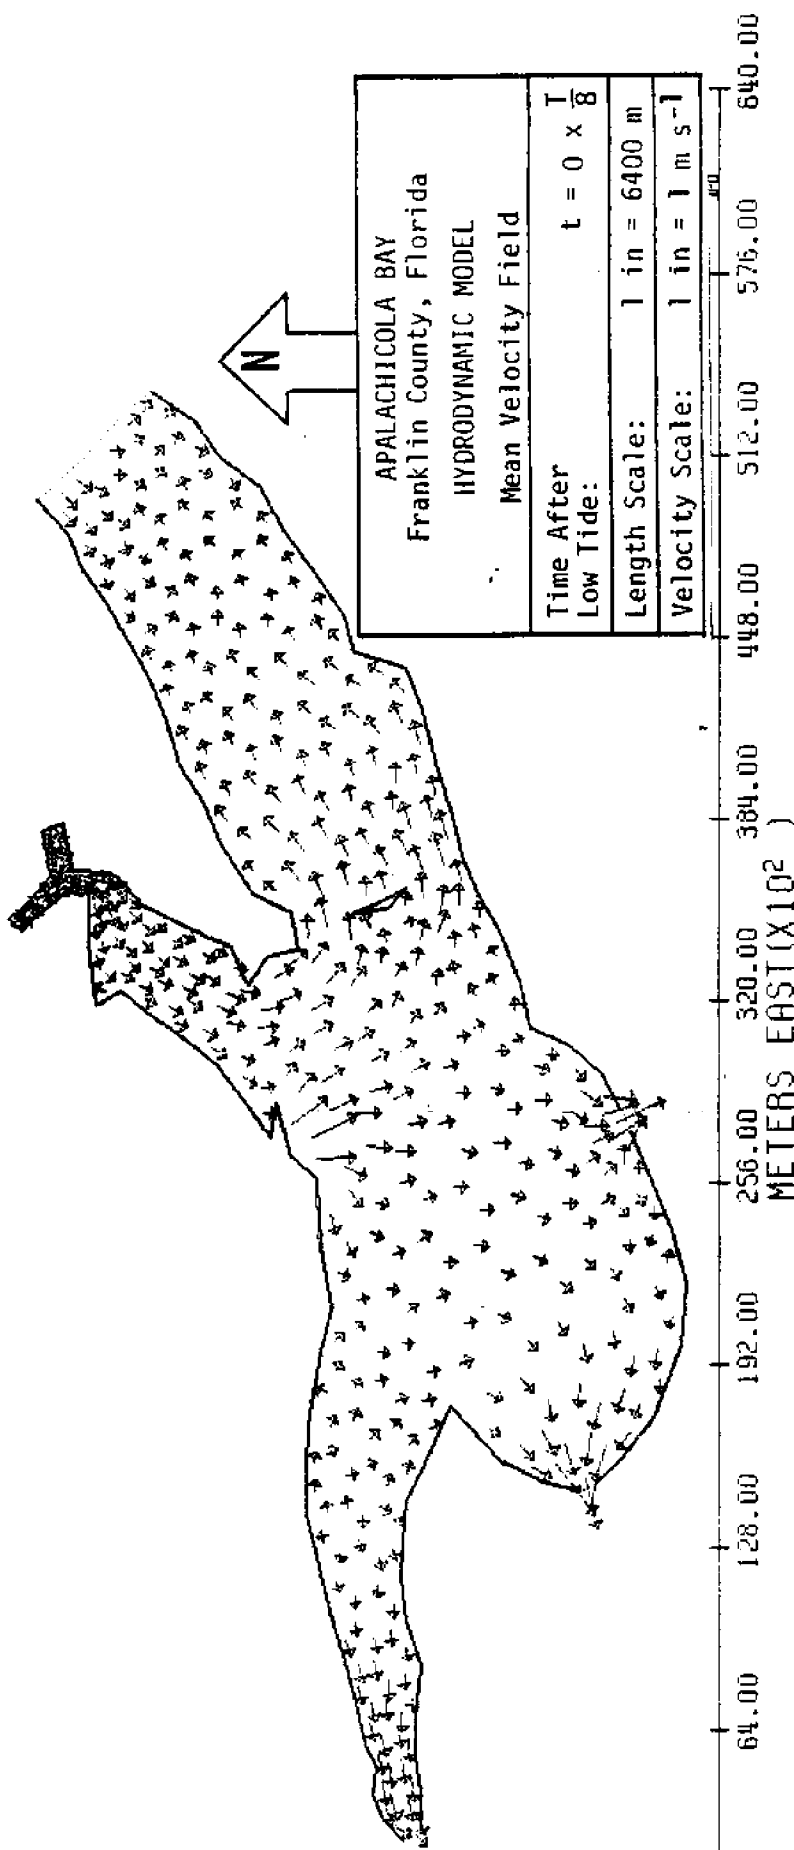 N
APALACHICOLA BAY
Franklin County, Florida
HYDRODYNAMIC MODEL
Mean Velocity Field
Time After
Low Tide: t = 0 x T/8
Length Scale: 1 in = 6400 m
Velocity Scale: 1 in = 1 m s-1
64.00 128.00 192.00 256.00 320.00 384.00 448.00 512.00 576.00 640.00
METERS EAST(X10²)